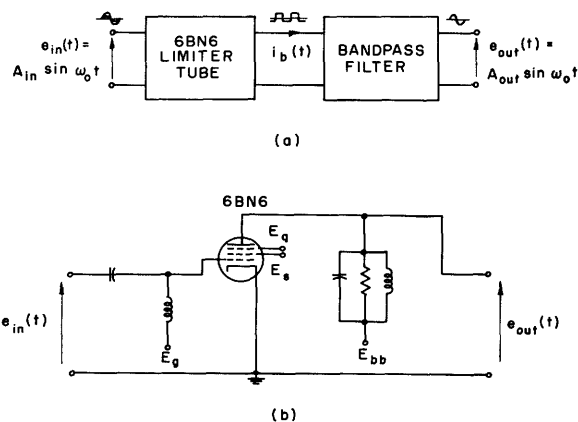 e_in(t) =
A_in sin ω_o t
6BN6
LIMITER
TUBE
i_b(t)
BANDPASS
FILTER
e_out(t) =
A_out sin ω_o t
(a)
6BN6
E_q
E_s
e_in(t)
E_g
E_bb
e_out(t)
(b)